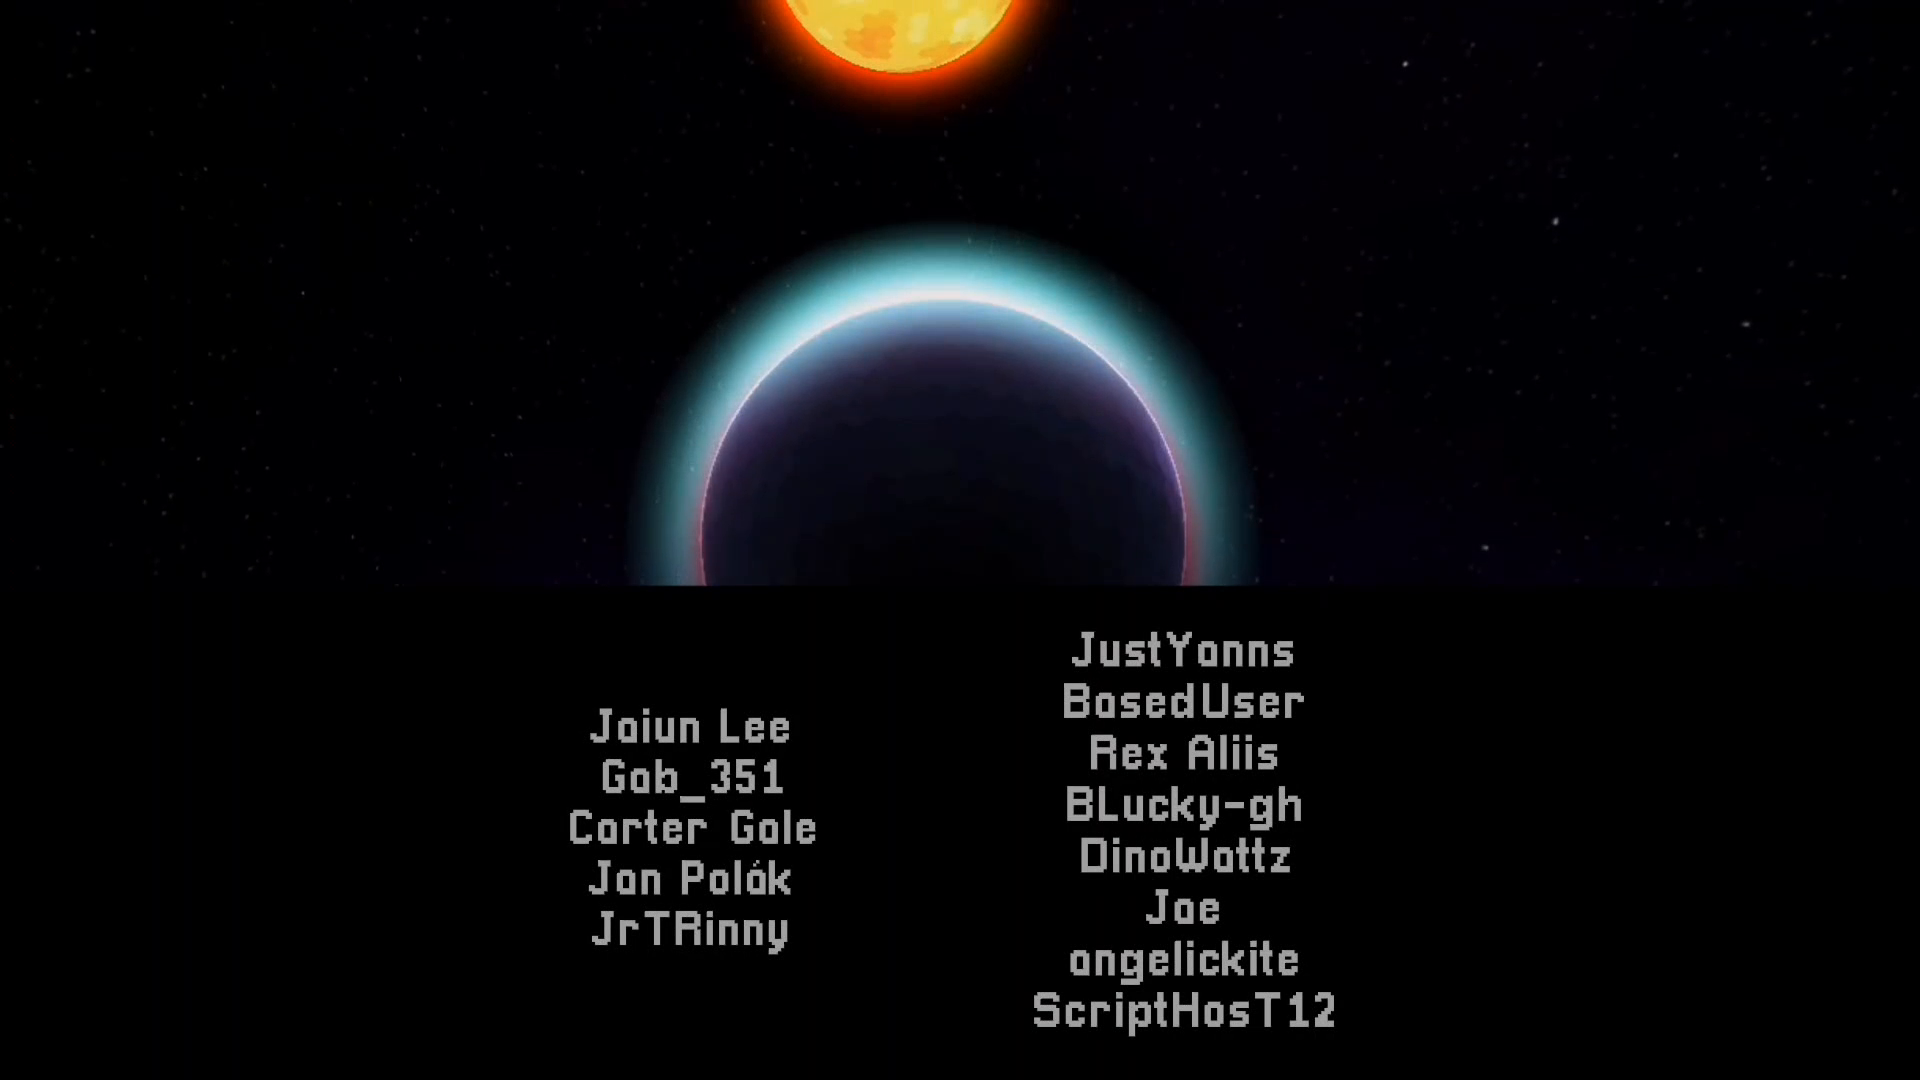 Jaiun Lee
Gab_351
Carter Gale
Jan Polák
JrTRinny
JustYanns
BasedUser
Rex Aliis
BLucky-gh
DinoWattz
Jae
angelickite
ScriptHosT12